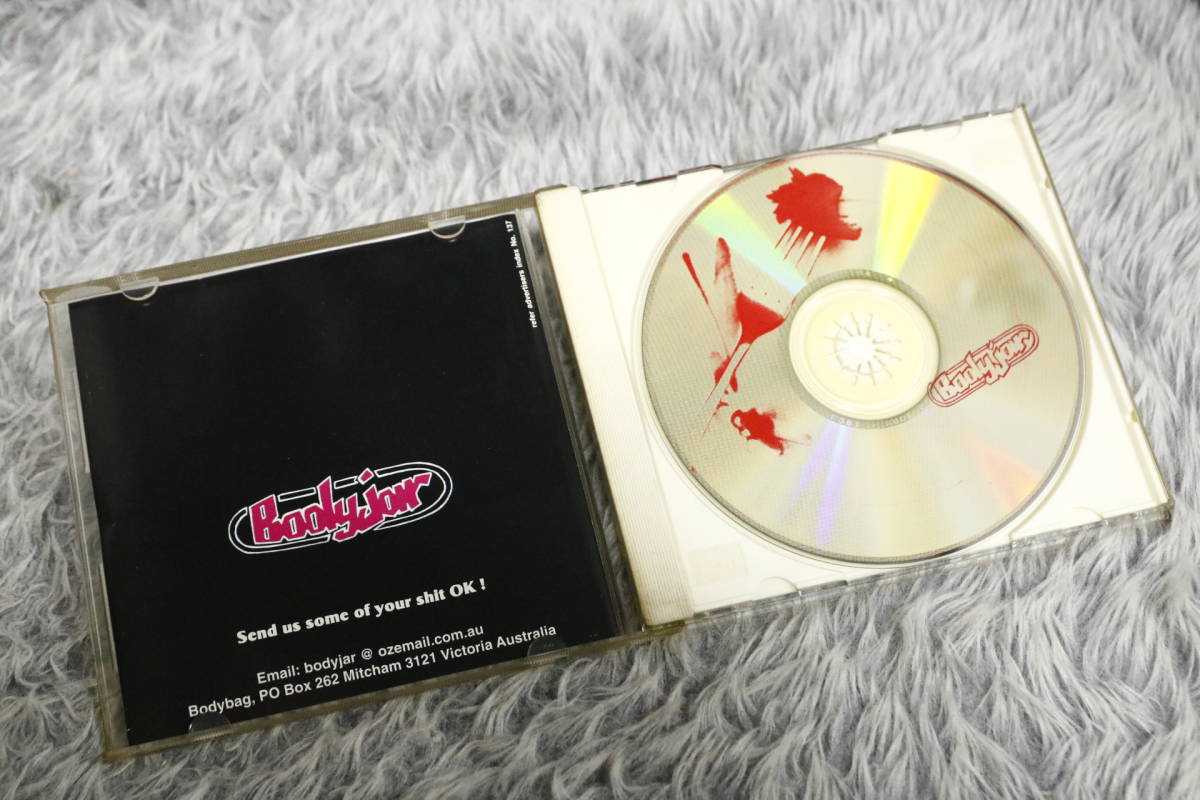 refer advertisers index No. 137
Bodyjar
Send us some of your shit OK !
Email: bodyjar @ ozemail.com.au
Bodybag, PO Box 262 Mitcham 3121 Victoria Australia
Bodyjar